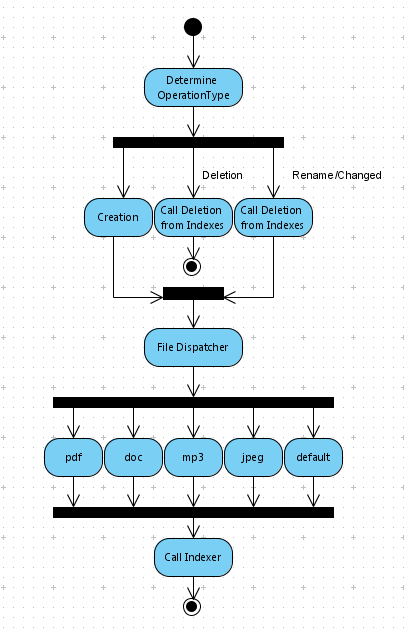 Determine
OperationType
Deletion
Rename/Changed
Creation
Call Deletion
from Indexes
Call Deletion
from Indexes
File Dispatcher
pdf
doc
mp3
jpeg
default
Call Indexer